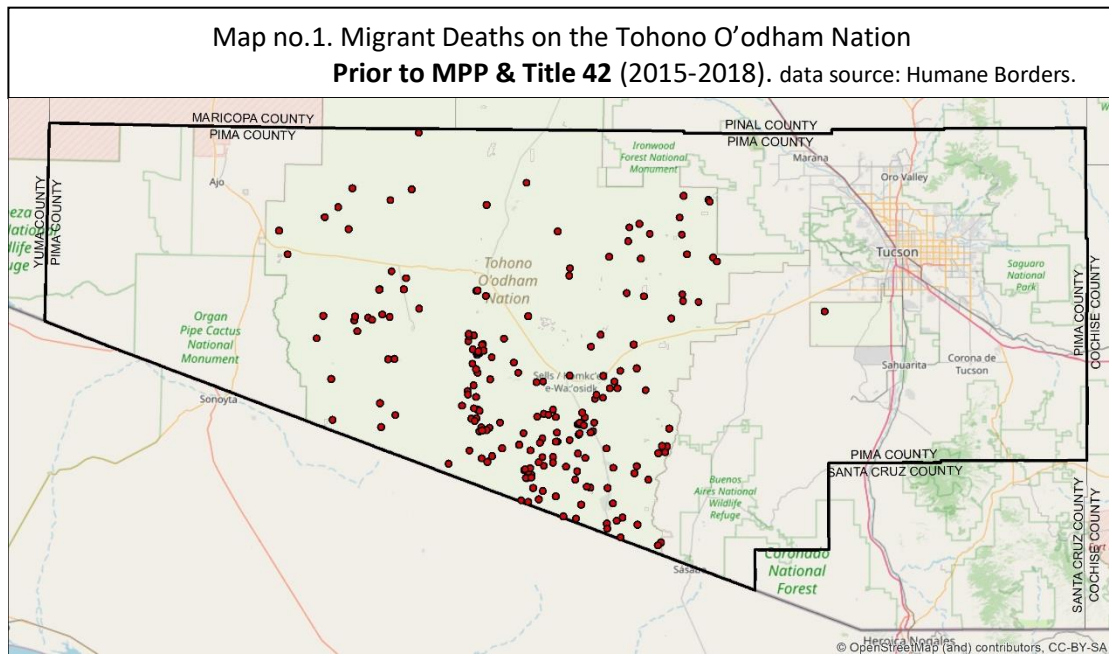 Map no.1. Migrant Deaths on the Tohono O'odham Nation
Prior to MPP & Title 42 (2015-2018). data source: Humane Borders.
MARICOPA COUNTY
PIMA COUNTY
PINAL COUNTY
PIMA COUNTY
Ironwood
Forest National
Monument
Marana
Oro Valley
Ajo
YUMA COUNTY
PIMA COUNTY
Tucson
Saguaro
National
Park
Tohono
O'odham
Nation
PIMA COUNTY
COCHISE COUNTY
Organ
Pipe Cactus
National
Monument
Sahuarita
Corona de
Tucson
Sells /
Sonoyta
PIMA COUNTY
SANTA CRUZ COUNTY
Buenos
Aires National
Wildlife
Refuge
Sásabe
Coronado
National
Forest
SANTA CRUZ COUNTY
COCHISE COUNTY
Heroica Nogales
© OpenStreetMap (and) contributors, CC-BY-SA